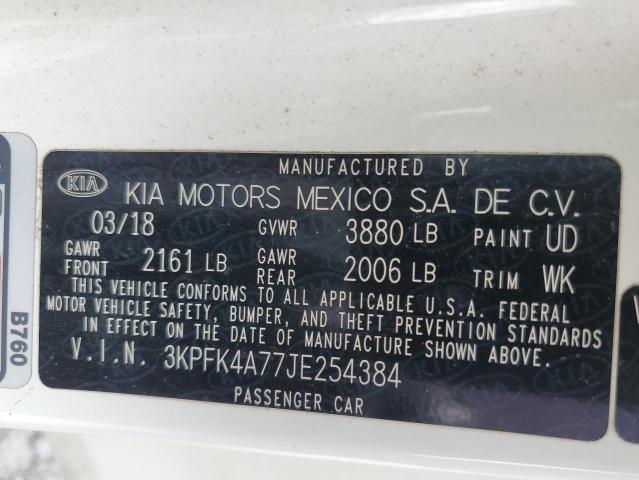 MANUFACTURED BY
KIA KIA MOTORS MEXICO S.A. DE C.V.
03/18 GVWR 3880 LB PAINT UD
GAWR FRONT 2161 LB GAWR REAR 2006 LB TRIM WK
THIS VEHICLE CONFORMS TO ALL APPLICABLE U.S.A. FEDERAL
MOTOR VEHICLE SAFETY, BUMPER, AND THEFT PREVENTION STANDARDS
IN EFFECT ON THE DATE OF MANUFACTURE SHOWN ABOVE.
V.I.N. 3KPFK4A77JE254384
PASSENGER CAR
B760